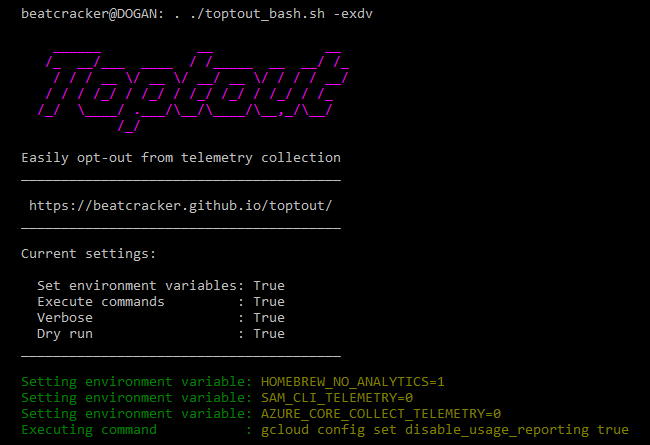 beatcracker@DOGAN: . ./toptout_bash.sh -exdv
Toptout
Easily opt-out from telemetry collection
https://beatcracker.github.io/toptout/
Current settings:
Set environment variables: True
Execute commands : True
Verbose : True
Dry run : True
Setting environment variable: HOMEBREW_NO_ANALYTICS=1
Setting environment variable: SAM_CLI_TELEMETRY=0
Setting environment variable: AZURE_CORE_COLLECT_TELEMETRY=0
Executing command : gcloud config set disable_usage_reporting true